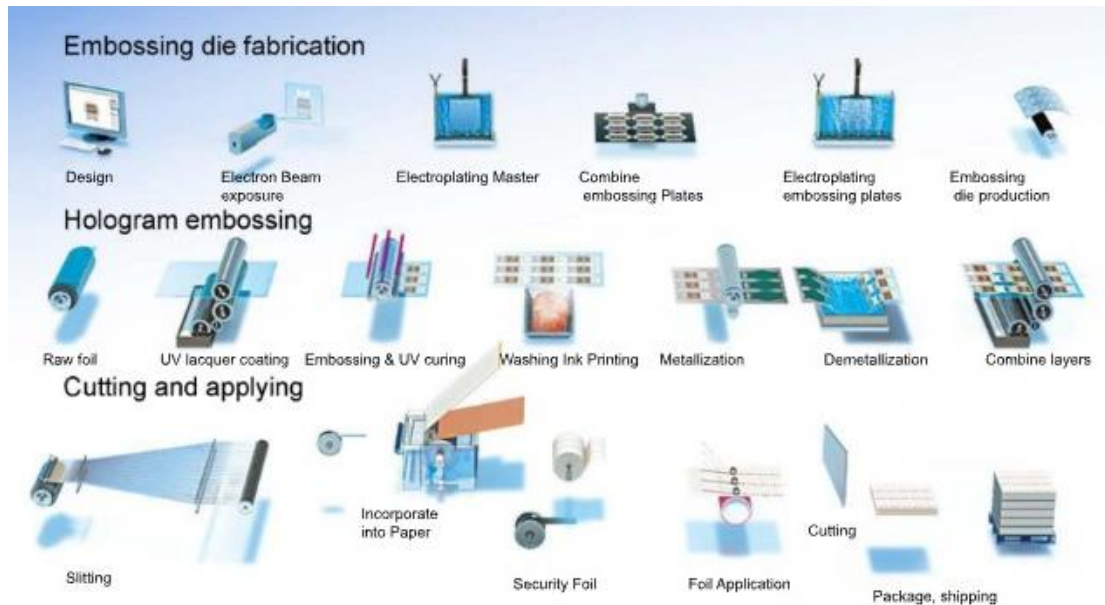 Embossing die fabrication
Design
Electron Beam
exposure
Electroplating Master
Combine
embossing Plates
Electroplating
embossing plates
Embossing
die production
Hologram embossing
Raw foil
UV lacquer coating
Embossing & UV curing
Washing Ink Printing
Metallization
Demetallization
Combine layers
Cutting and applying
Slitting
Incorporate
into Paper
Security Foil
Foil Application
Cutting
Package, shipping